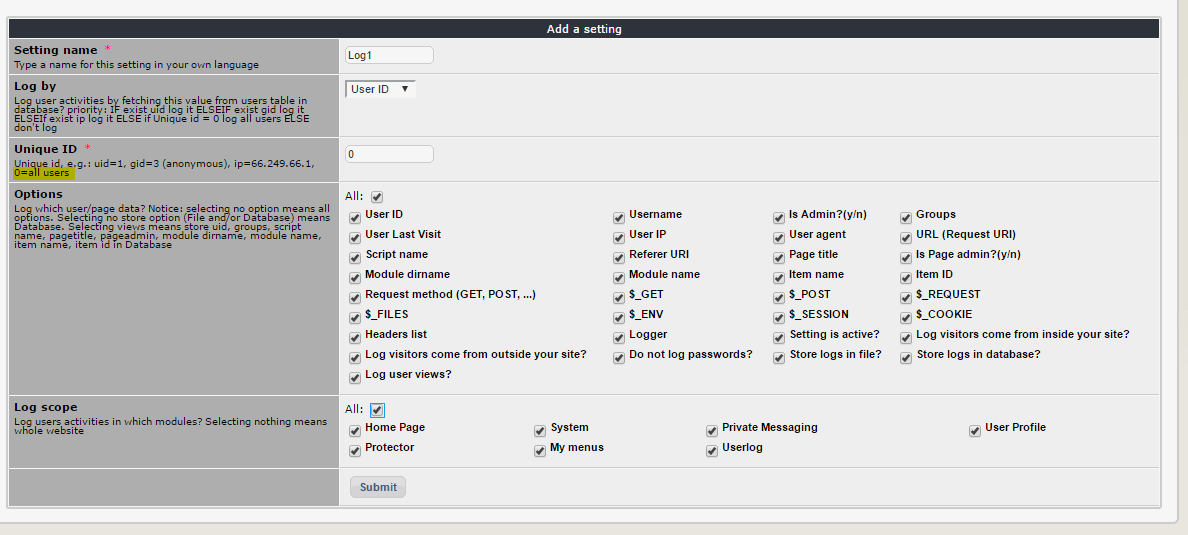 Add a setting
Setting name *
Type a name for this setting in your own language
Log1
Log by
Log user activities by fetching this value from users table in
database? priority: IF exist uid log it ELSEIF exist gid log it
ELSEIf exist ip log it ELSE if Unique id = 0 log all users ELSE
don't log
User ID ▼
Unique ID *
Unique id, e.g.: uid=1, gid=3 (anonymous), ip=66.249.66.1,
0=all users
0
Options
Log which user/page data? Notice: selecting no option means all
options. Selecting no store option (File and/or Database) means
Database. Selecting views means store uid, groups, script
name, pagetitle, pageadmin, module dirname, module name,
item name, item id in Database
All:
User ID Username Is Admin?(y/n) Groups
User Last Visit User IP User agent URL (Request URI)
Script name Referer URI Page title Is Page admin?(y/n)
Module dirname Module name Item name Item ID
Request method (GET, POST, ...) $_GET $_POST $_REQUEST
$_FILES $_ENV $_SESSION $_COOKIE
Headers list Logger Setting is active? Log visitors come from inside your site?
Log visitors come from outside your site? Do not log passwords? Store logs in file? Store logs in database?
Log user views?
Log scope
Log users activities in which modules? Selecting nothing means
whole website
All:
Home Page System Private Messaging User Profile
Protector My menus Userlog
Submit